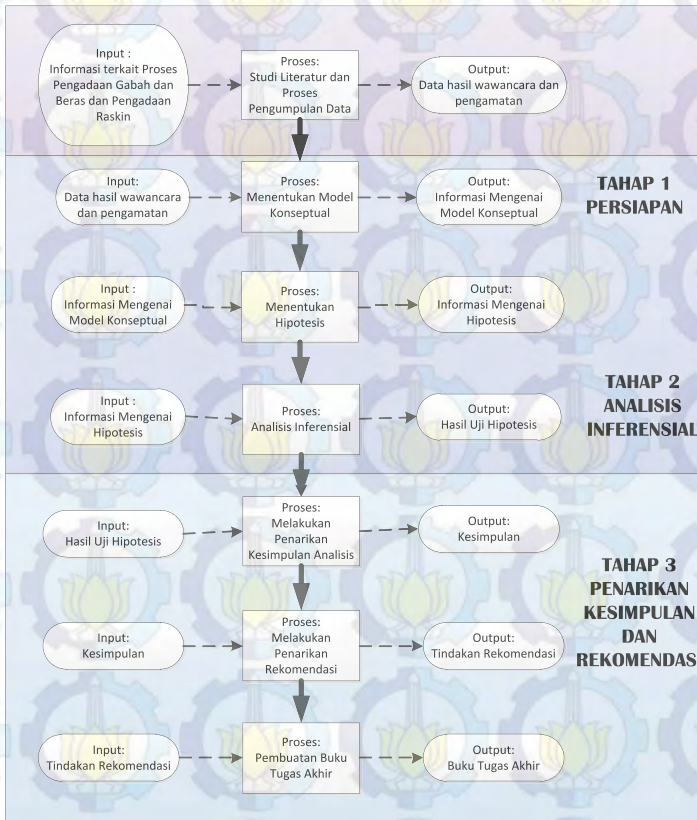 Input :
Informasi terkait Proses
Pengadaan Gabah dan
Beras dan Pengadaan
Raskin
Proses:
Studi Literatur dan
Proses
Pengumpulan Data
Output:
Data hasil wawancara dan
pengamatan
Input:
Data hasil wawancara
dan pengamatan
Proses:
Menentukan Model
Konseptual
Output:
Informasi Mengenai
Model Konseptual
TAHAP 1
PERSIAPAN
Input :
Informasi Mengenai
Model Konseptual
Proses:
Menentukan
Hipotesis
Output:
Informasi Mengenai
Hipotesis
Input :
Informasi Mengenai
Hipotesis
Proses:
Analisis Inferensial
Output:
Hasil Uji Hipotesis
TAHAP 2
ANALISIS
INFERENSIAL
Input:
Hasil Uji Hipotesis
Proses:
Melakukan
Penarikan
Kesimpulan Analisis
Output:
Kesimpulan
TAHAP 3
PENARIKAN
KESIMPULAN
DAN
REKOMENDAS
Input:
Kesimpulan
Proses:
Melakukan
Penarikan
Rekomendasi
Output:
Tindakan Rekomendasi
Input:
Tindakan Rekomendasi
Proses:
Pembuatan Buku
Tugas Akhir
Output:
Buku Tugas Akhir